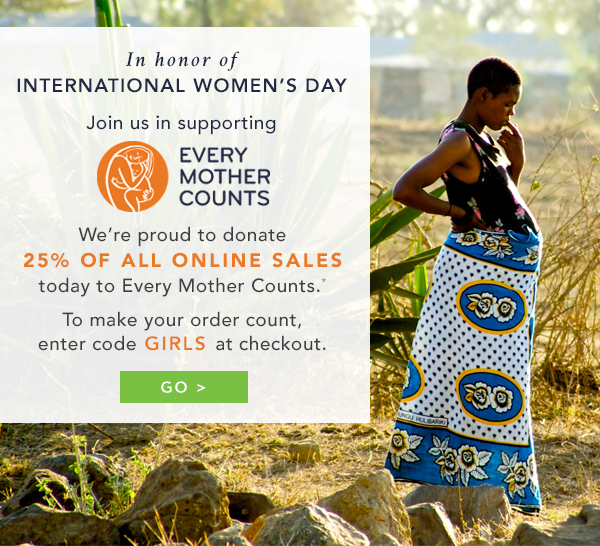 In honor of
INTERNATIONAL WOMEN'S DAY
Join us in supporting
EVERY
MOTHER
COUNTS
We're proud to donate
25% OF ALL ONLINE SALES
today to Every Mother Counts.*
To make your order count,
enter code GIRLS at checkout.
GO >